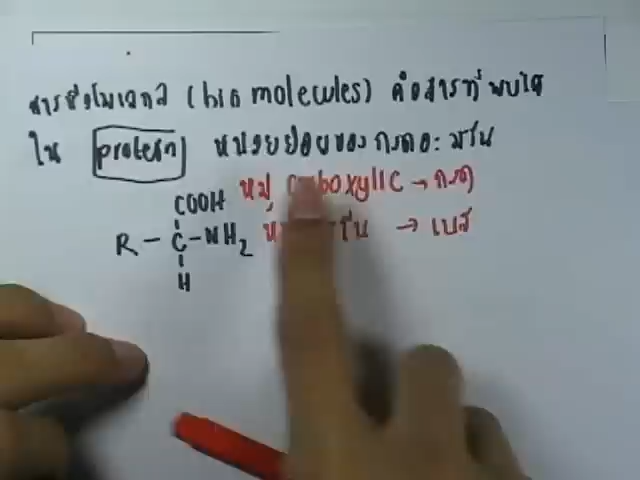 สารชีวโมเลกุล (biomolecules) คือสารที่พบได้
ใน protein หน่วยย่อยของกรดอะมิโน
หมู่ carboxylic → กรด
COOH
R - C - NH2 → เบส
H